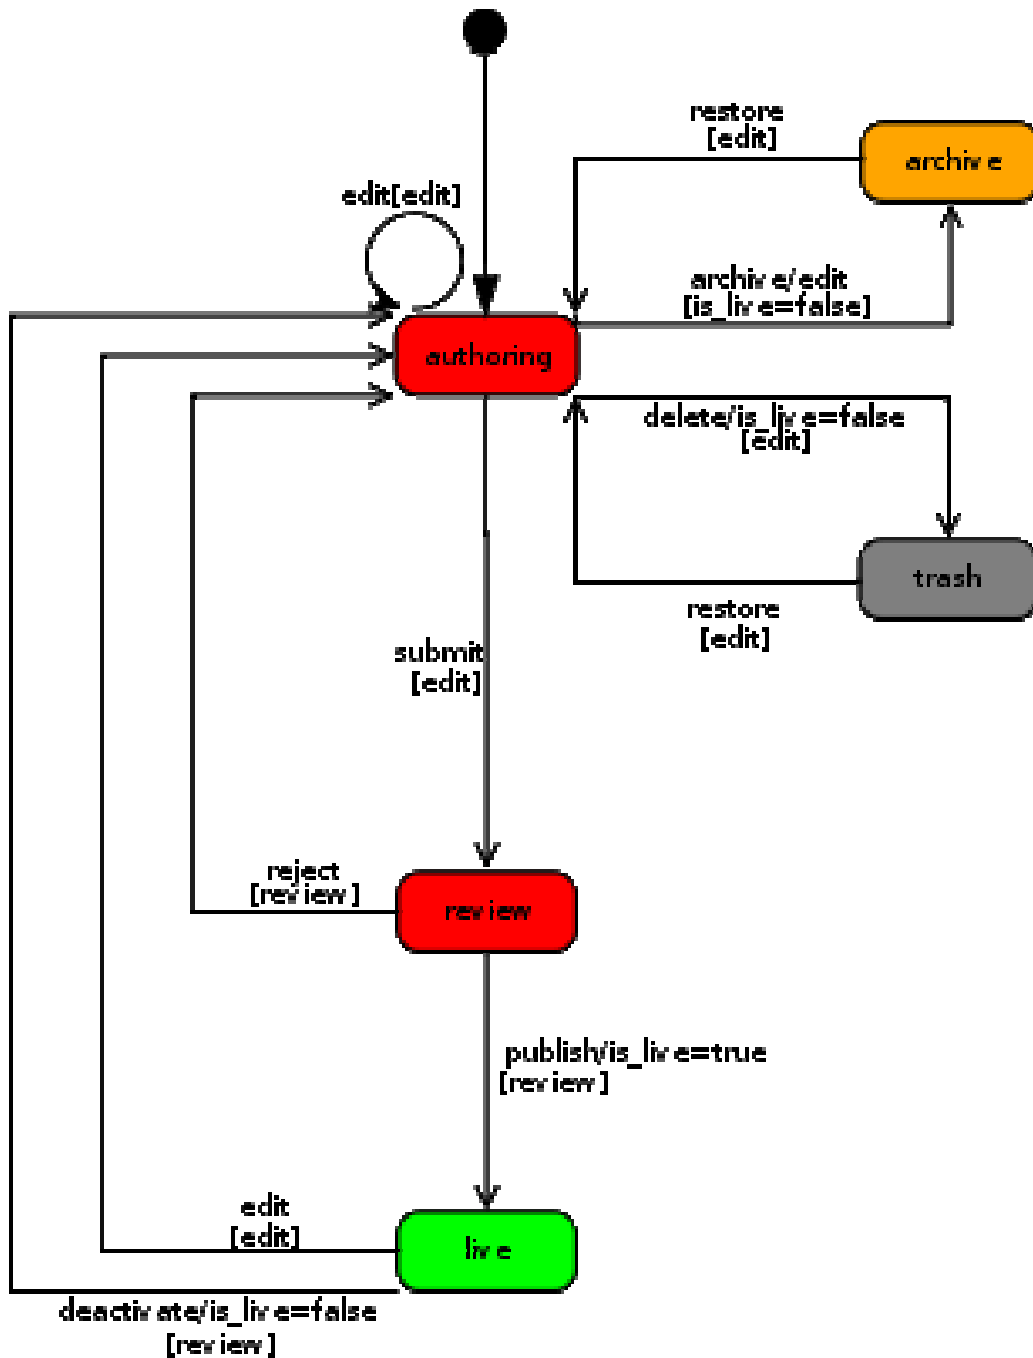 restore
[edit]
archive
edit[edit]
archive/edit
[is_live=false]
authoring
delete/is_live=false
[edit]
trash
restore
[edit]
submit
[edit]
reject
[review]
review
publish/is_live=true
[review]
edit
[edit]
live
deactivate/is_live=false
[review]